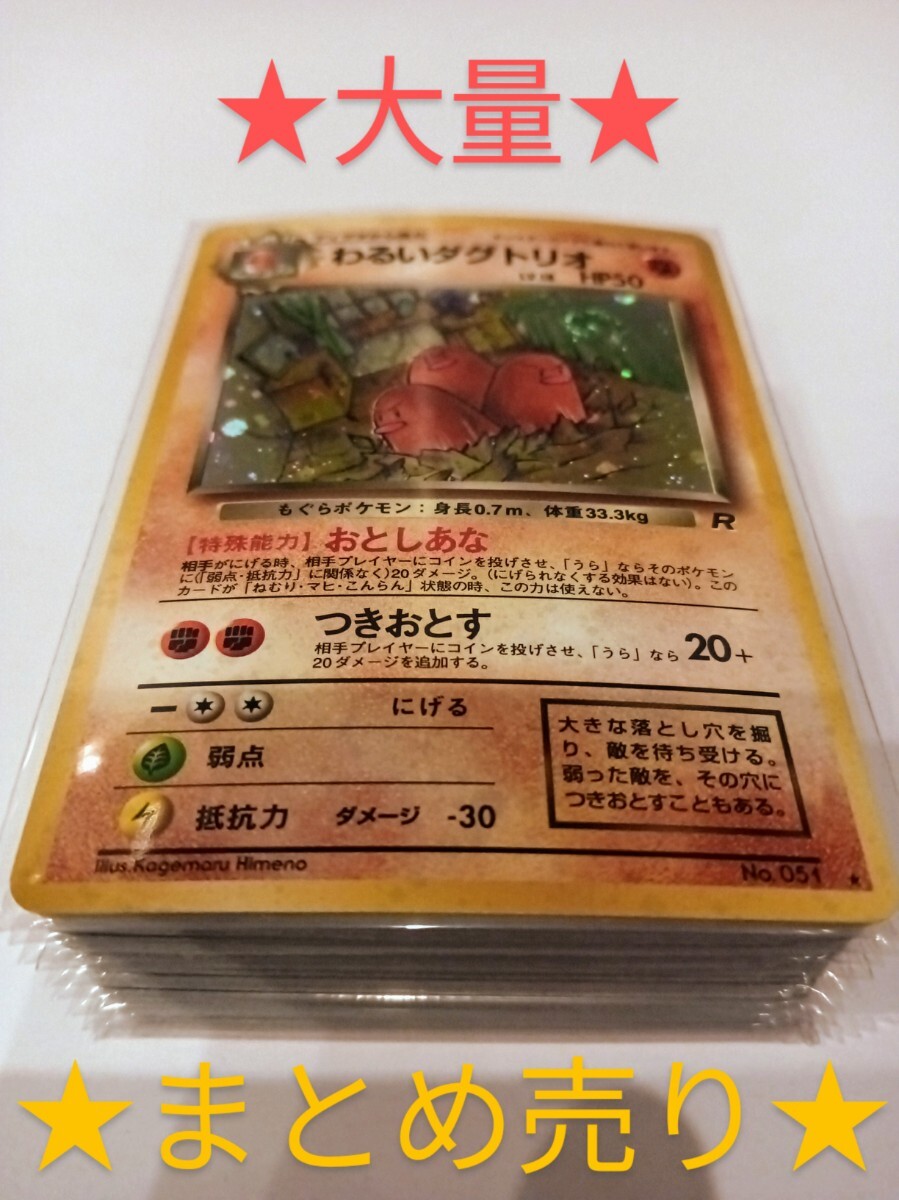 ★大量★
わるいダグトリオ
HP50
もぐらポケモン：身長0.7m、体重33.3kg
R
【特殊能力】おとしあな
相手がにげる時、相手プレイヤーにコインを投げさせ、「うら」ならそのポケモン
に（「弱点・抵抗力」に関係なく）20ダメージ。（にげられなくする効果はない）。この
カードが「ねむり・マヒ・こんらん」状態の時、この力は使えない。
つきおとす
相手プレイヤーにコインを投げさせ、「うら」なら 20+
20ダメージを追加する。
にげる
弱点
抵抗力 ダメージ -30
大きな落とし穴を掘
り、敵を待ち受ける。
弱った敵を、その穴に
つきおとすこともある。
Illus. Kagemaru Himeno
No. 051 ★
★まとめ売り★